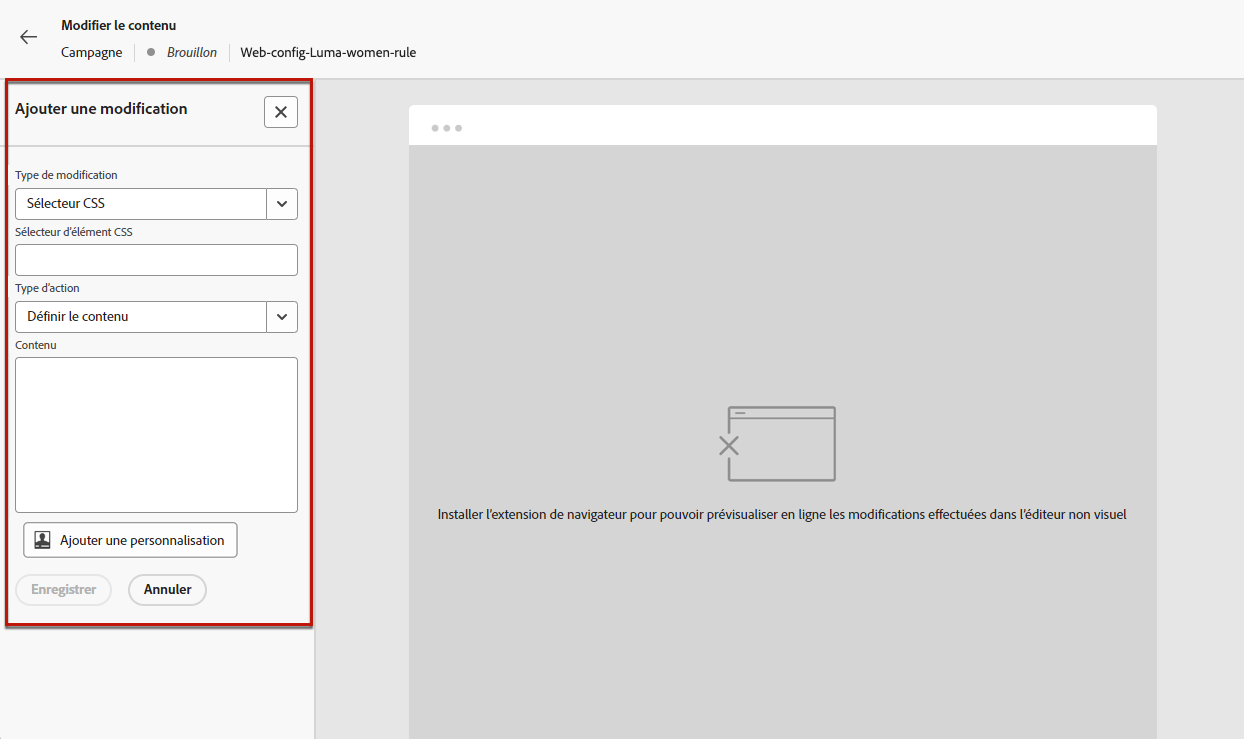 Modifier le contenu
Campagne Brouillon Web-config-Luma-women-rule
Ajouter une modification
Type de modification
Sélecteur CSS
Sélecteur d'élément CSS
Type d'action
Définir le contenu
Contenu
Ajouter une personnalisation
Enregistrer Annuler
Installer l'extension de navigateur pour pouvoir prévisualiser en ligne les modifications effectuées dans l'éditeur non visuel